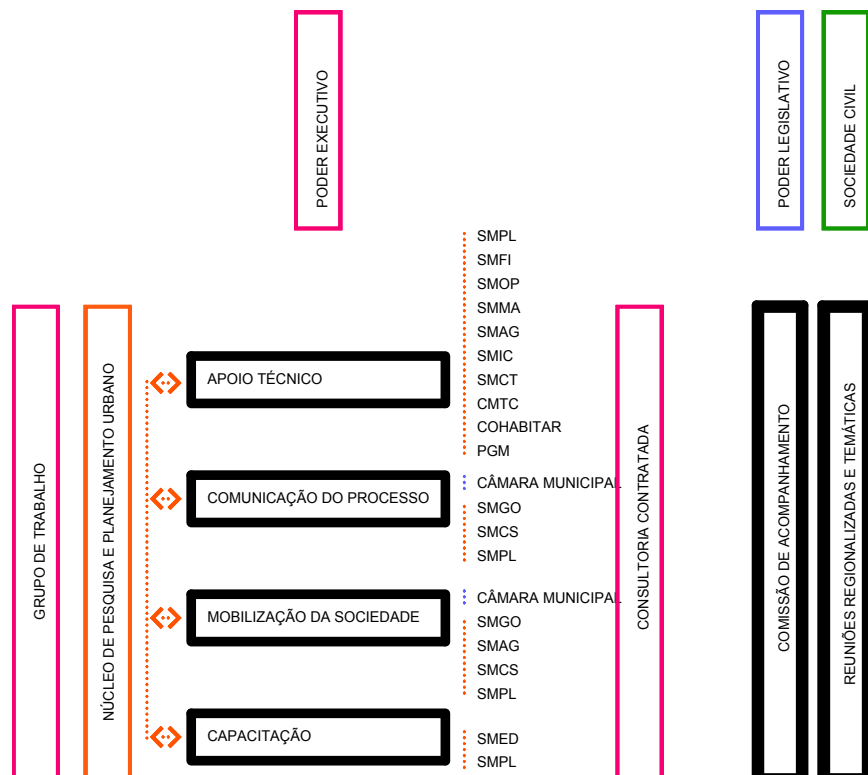 PODER EXECUTIVO
PODER LEGISLATIVO
SOCIEDADE CIVIL
GRUPO DE TRABALHO
NÚCLEO DE PESQUISA E PLANEJAMENTO URBANO
APOIO TÉCNICO
SMPL
SMFI
SMOP
SMMA
SMAG
SMIC
SMCT
CMTC
COHABITAR
PGM
COMUNICAÇÃO DO PROCESSO
CÂMARA MUNICIPAL
SMGO
SMCS
SMPL
MOBILIZAÇÃO DA SOCIEDADE
CÂMARA MUNICIPAL
SMGO
SMAG
SMCS
SMPL
CAPACITAÇÃO
SMED
SMPL
CONSULTORIA CONTRATADA
COMISSÃO DE ACOMPANHAMENTO
REUNIÕES REGIONALIZADAS E TEMÁTICAS